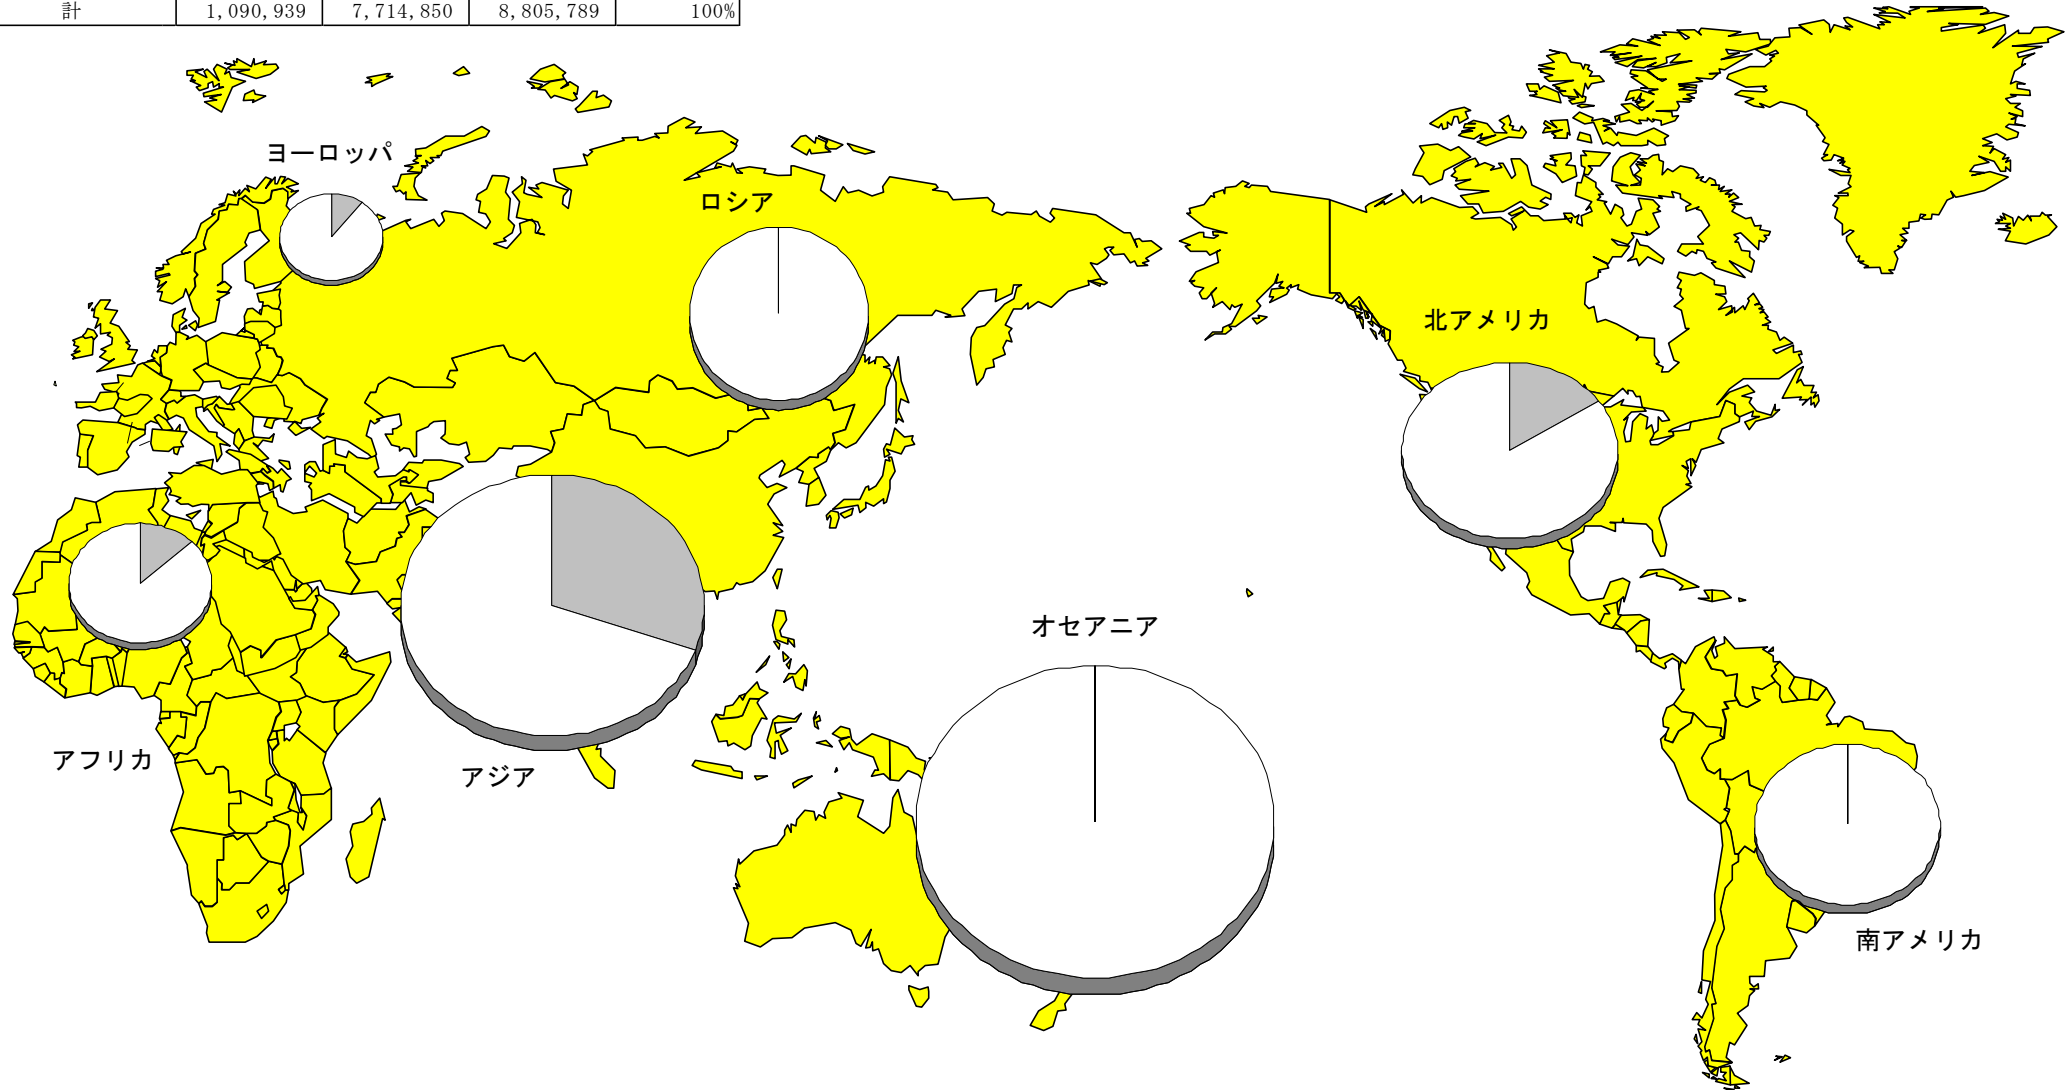 計 1,090,939 7,714,850 8,805,789 100%
ヨーロッパ
ロシア
北アメリカ
オセアニア
アフリカ
アジア
南アメリカ